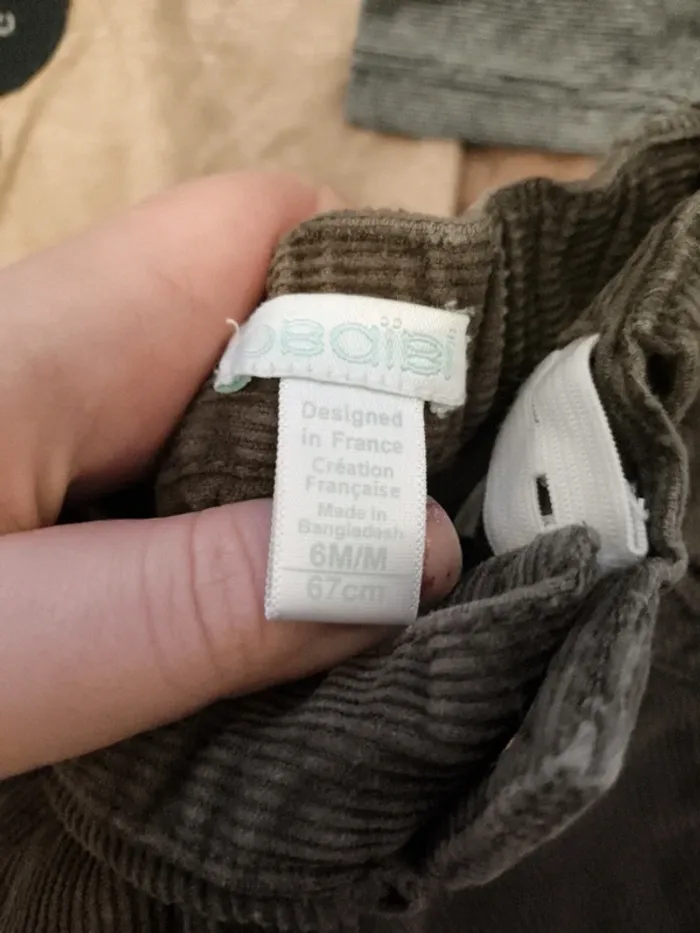 obaïbi
Designed
in France
Création
Française
Made in
Bangladesh
6M/M
67cm